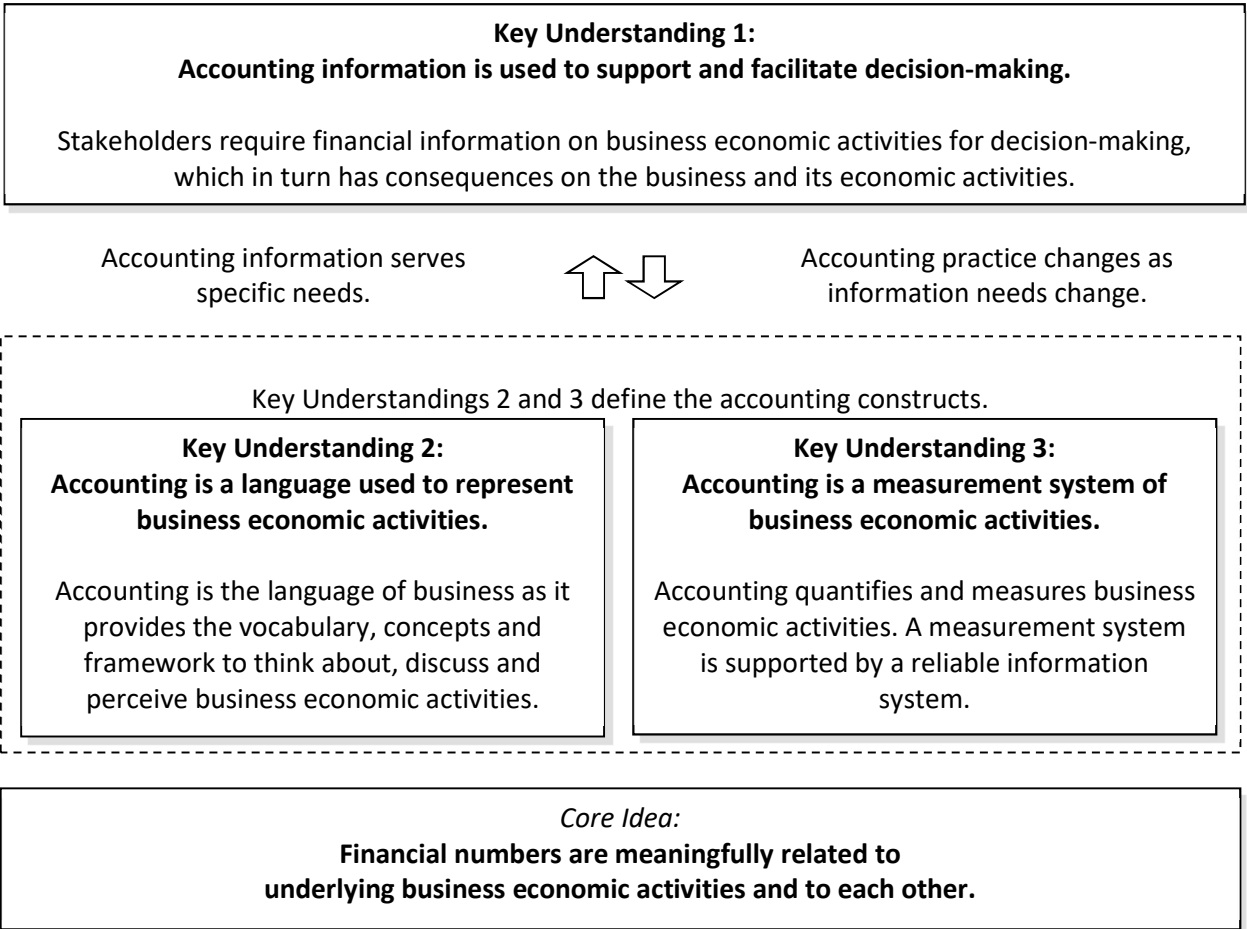 Key Understanding 1:
Accounting information is used to support and facilitate decision-making.
Stakeholders require financial information on business economic activities for decision-making,
which in turn has consequences on the business and its economic activities.
Accounting information serves
specific needs.
Accounting practice changes as
information needs change.
Key Understandings 2 and 3 define the accounting constructs.
Key Understanding 2:
Accounting is a language used to represent
business economic activities.
Accounting is the language of business as it
provides the vocabulary, concepts and
framework to think about, discuss and
perceive business economic activities.
Key Understanding 3:
Accounting is a measurement system of
business economic activities.
Accounting quantifies and measures business
economic activities. A measurement system
is supported by a reliable information
system.
Core Idea:
Financial numbers are meaningfully related to
underlying business economic activities and to each other.